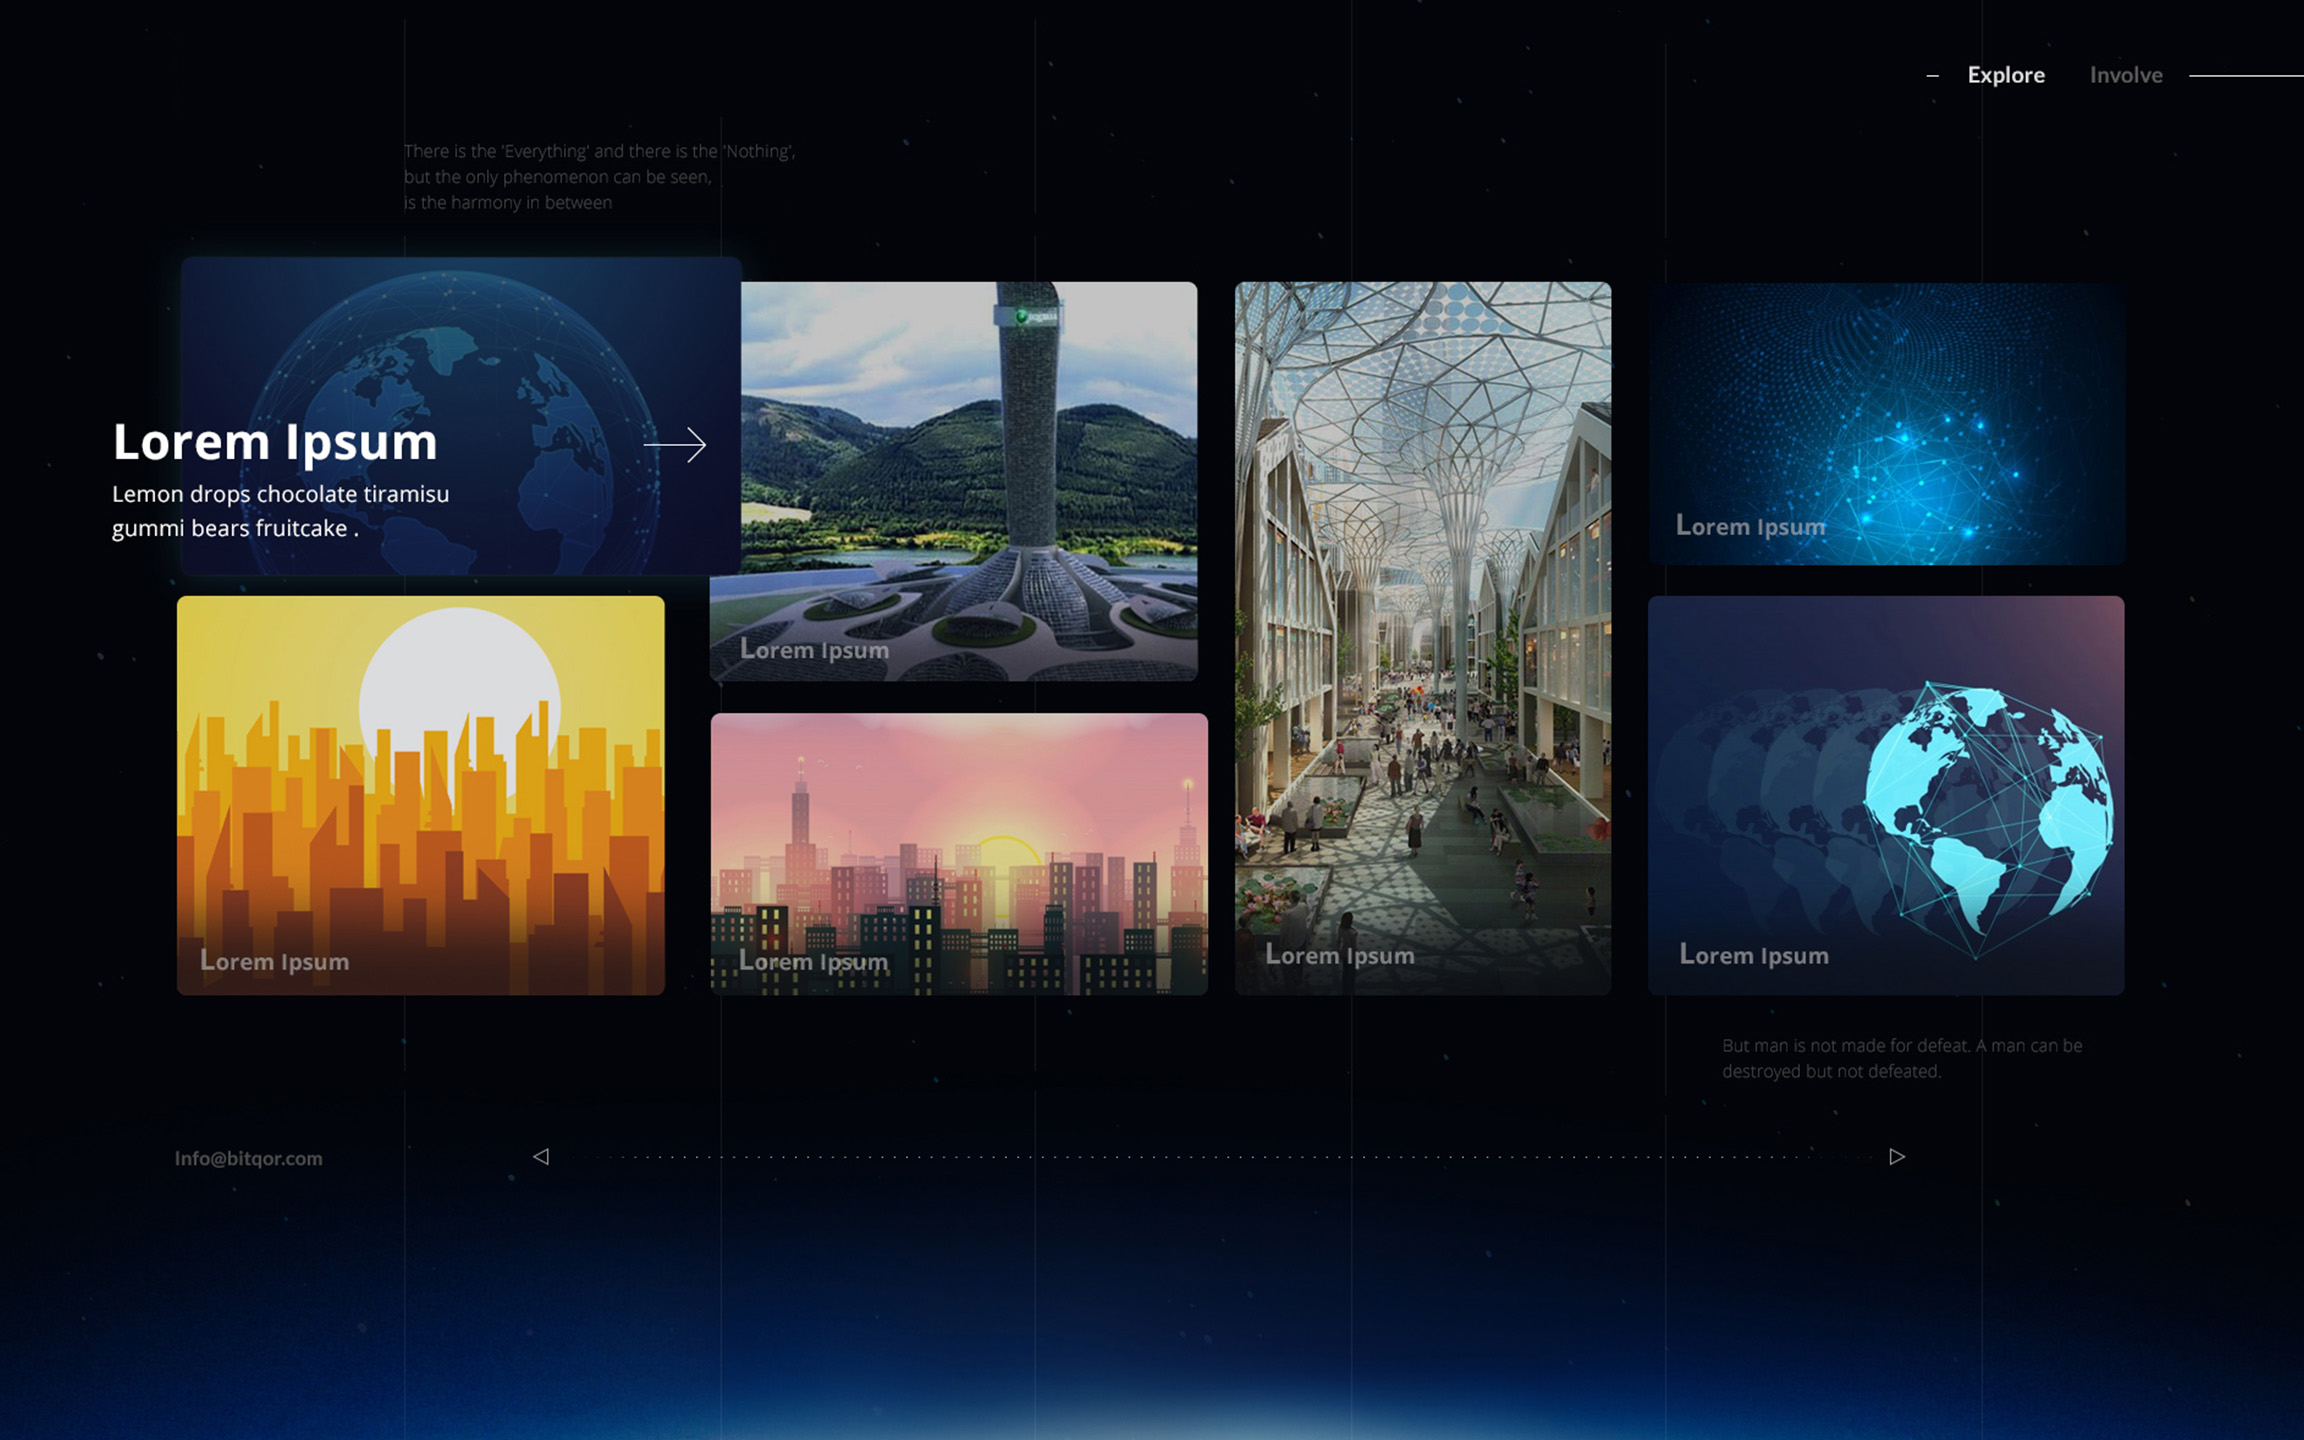 Explore
Involve
There is the 'Everything' and there is the 'Nothing',
but the only phenomenon can be seen,
is the harmony in between
Lorem Ipsum
Lemon drops chocolate tiramisu
gummi bears fruitcake .
Lorem Ipsum
Lorem Ipsum
Lorem Ipsum
Lorem Ipsum
Lorem Ipsum
Lorem Ipsum
But man is not made for defeat. A man can be
destroyed but not defeated.
Info@bitqor.com